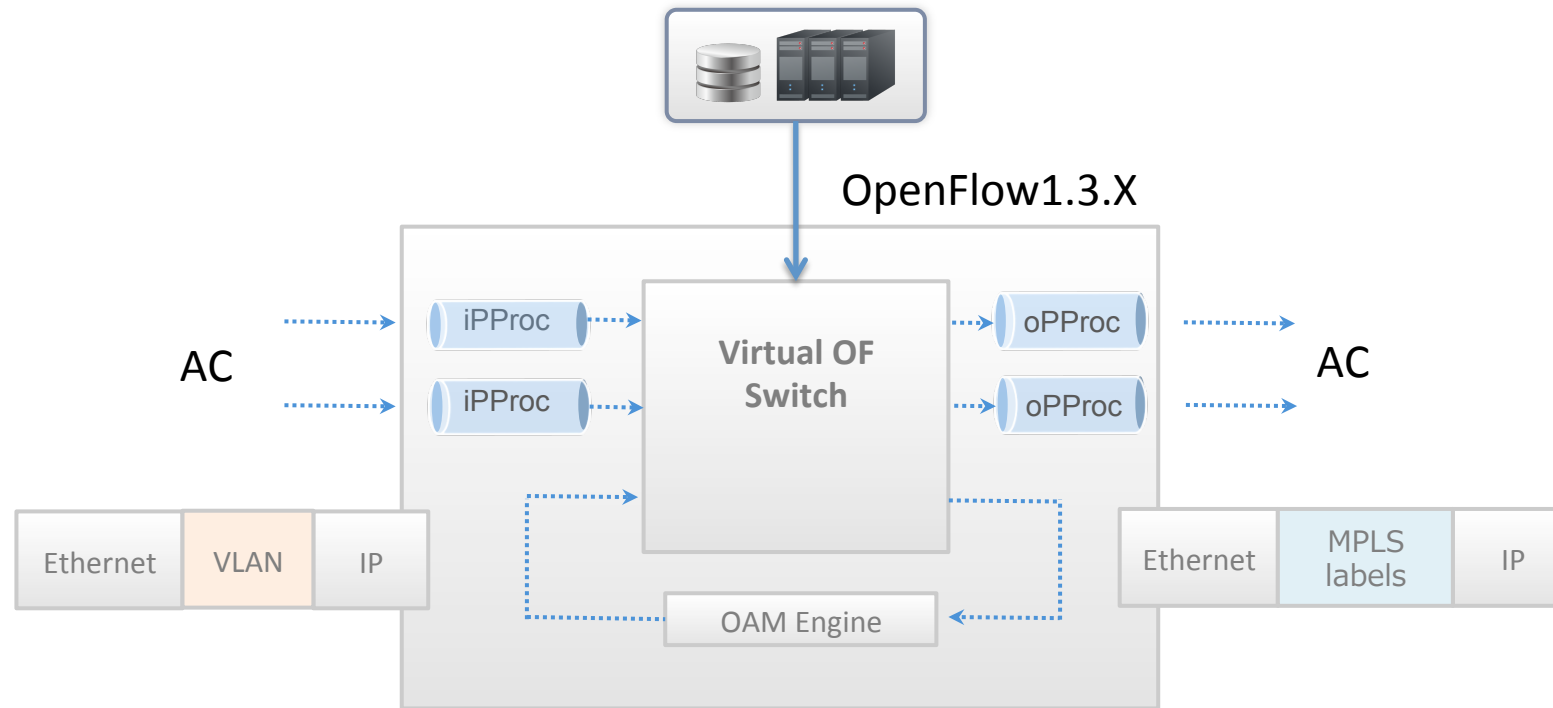 OpenFlow1.3.X
AC
iPProc
iPProc
Virtual OF
Switch
oPProc
oPProc
AC
Ethernet
VLAN
IP
OAM Engine
Ethernet
MPLS
labels
IP